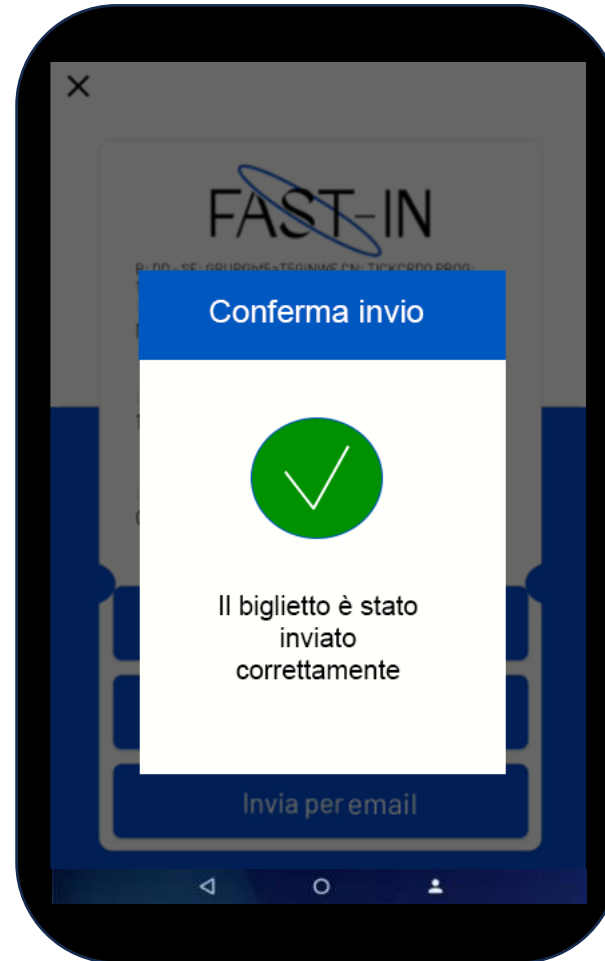 FAST-IN
Conferma invio
Il biglietto è stato
inviato
correttamente
Invia per email